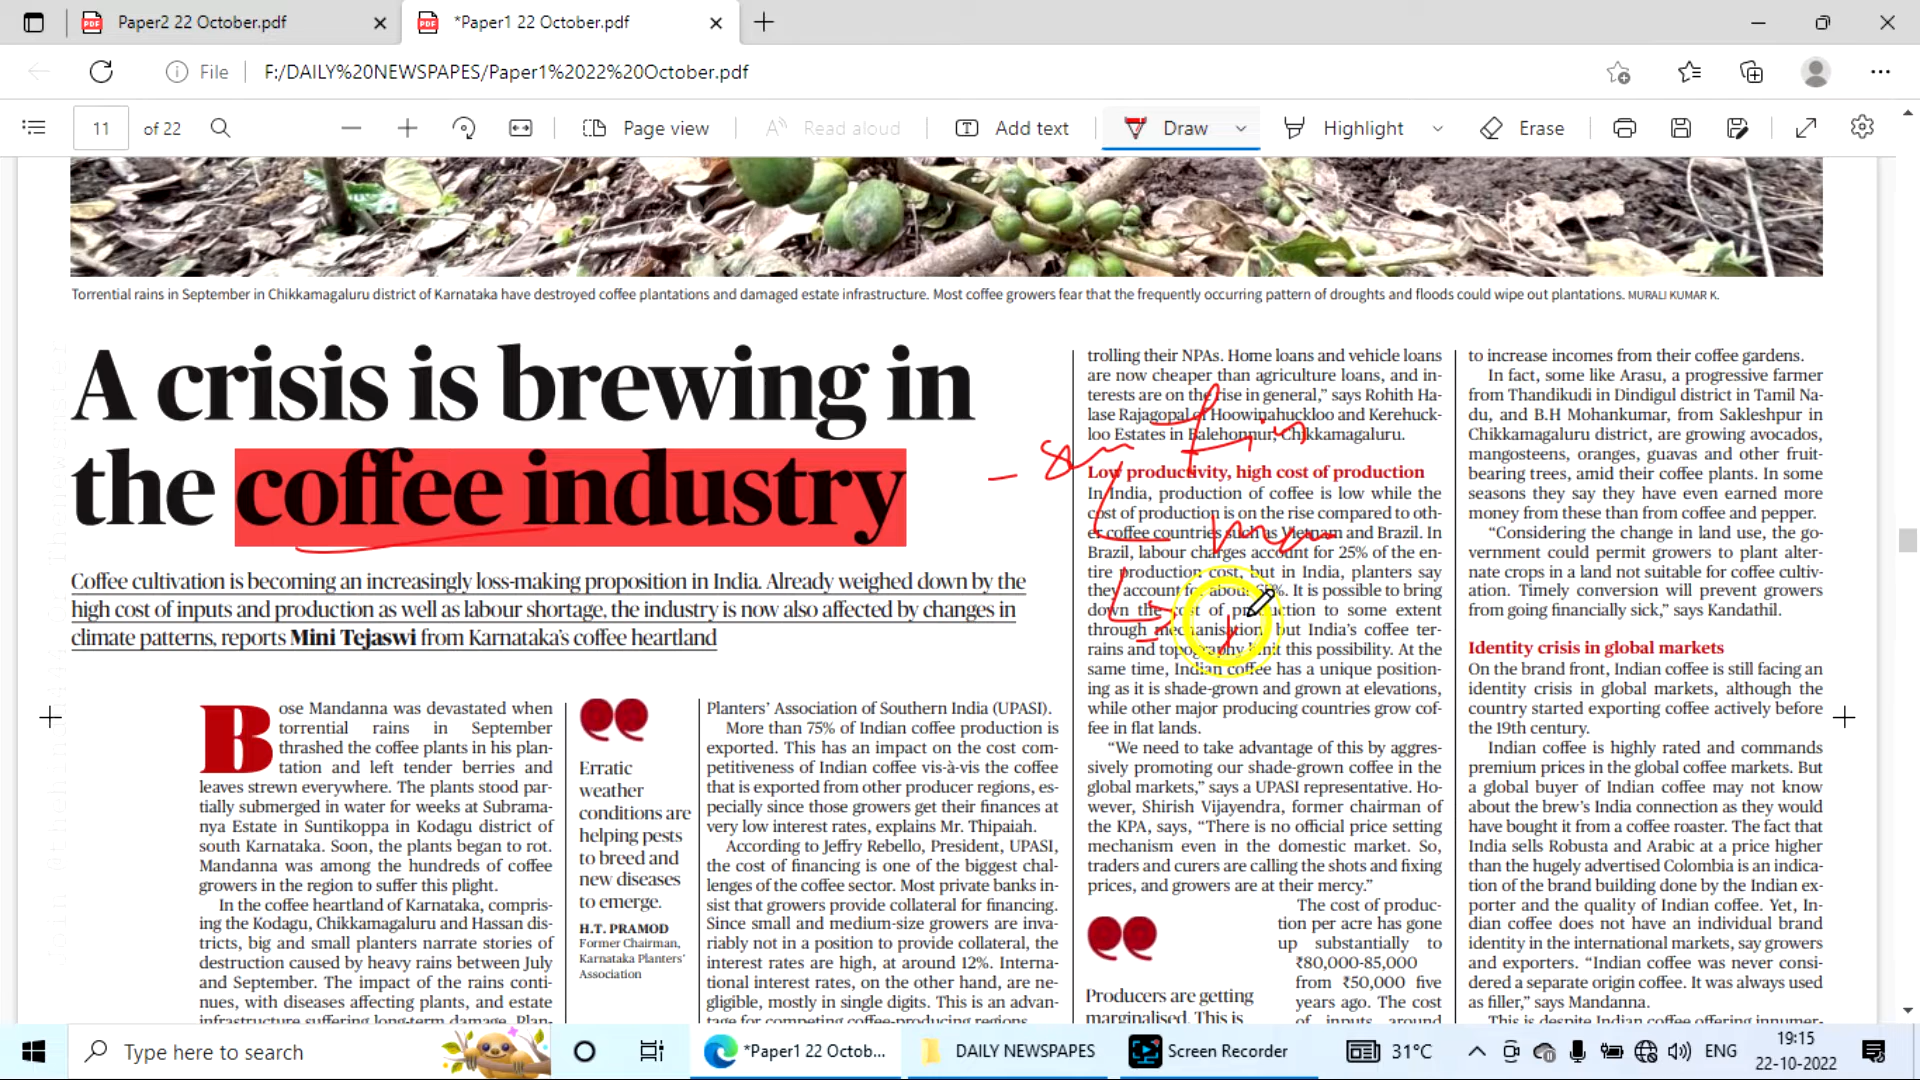 Paper2 22 October.pdf
*Paper1 22 October.pdf
File
F:/DAILY%20NEWSPAPES/Paper1%2022%20October.pdf
11 of 22
Page view
Read aloud
Add text
Draw
Highlight
Erase
Torrential rains in September in Chikkamagaluru district of Karnataka have destroyed coffee plantations and damaged estate infrastructure. Most coffee growers fear that the frequently occurring pattern of droughts and floods could wipe out plantations. MURALI KUMAR K.
A crisis is brewing in
the coffee industry
Coffee cultivation is becoming an increasingly loss-making proposition in India. Already weighed down by the
high cost of inputs and production as well as labour shortage, the industry is now also affected by changes in
climate patterns, reports Mini Tejaswi from Karnataka's coffee heartland
Bose Mandanna was devastated when
torrential rains in September
thrashed the coffee plants in his plan-
tation and left tender berries and
leaves strewn everywhere. The plants stood par-
tially submerged in water for weeks at Subrama-
nya Estate in Suntikoppa in Kodagu district of
south Karnataka. Soon, the plants began to rot.
Mandanna was among the hundreds of coffee
growers in the region to suffer this plight.
In the coffee heartland of Karnataka, compris-
ing the Kodagu, Chikkamagaluru and Hassan dis-
tricts, big and small planters narrate stories of
destruction caused by heavy rains between July
and September. The impact of the rains conti-
nues, with diseases affecting plants, and estate
infrastructure suffering long-term damage. Plan-
Erratic
weather
conditions are
helping pests
to breed and
new diseases
to emerge.
H.T. PRAMOD
Former Chairman,
Karnataka Planters'
Association
Planters' Association of Southern India (UPASI).
More than 75% of Indian coffee production is
exported. This has an impact on the cost com-
petitiveness of Indian coffee vis-à-vis the coffee
that is exported from other producer regions, es-
pecially since those growers get their finances at
very low interest rates, explains Mr. Thipaiah.
According to Jeffry Rebello, President, UPASI,
the cost of financing is one of the biggest chal-
lenges of the coffee sector. Most private banks in-
sist that growers provide collateral for financing.
Since small and medium-size growers are inva-
riably not in a position to provide collateral, the
interest rates are high, at around 12%. Interna-
tional interest rates, on the other hand, are ne-
gligible, mostly in single digits. This is an advan-
tage for competing coffee-producing regions.
trolling their NPAs. Home loans and vehicle loans
are now cheaper than agriculture loans, and in-
terests are on the rise in general," says Rohith Ha-
lase Rajagopal of Hoowinahuckloo and Kerehuck-
loo Estates in Balehonnur, Chikkamagaluru.
Low productivity, high cost of production
In India, production of coffee is low while the
cost of production is on the rise compared to oth-
er coffee countries such as Vietnam and Brazil. In
Brazil, labour charges account for 25% of the en-
tire production cost, but in India, planters say
they account for about 65%. It is possible to bring
down the cost of production to some extent
through mechanisation, but India's coffee ter-
rains and topography limit this possibility. At the
same time, Indian coffee has a unique position-
ing as it is shade-grown and grown at elevations,
while other major producing countries grow cof-
fee in flat lands.
"We need to take advantage of this by aggres-
sively promoting our shade-grown coffee in the
global markets," says a UPASI representative. Ho-
wever, Shirish Vijayendra, former chairman of
the KPA, says, "There is no official price setting
mechanism even in the domestic market. So,
traders and curers are calling the shots and fixing
prices, and growers are at their mercy."
Producers are getting
marginalised. This is
The cost of produc-
tion per acre has gone
up substantially to
₹80,000-85,000
from ₹50,000 five
years ago. The cost
of inputs around
to increase incomes from their coffee gardens.
In fact, some like Arasu, a progressive farmer
from Thandikudi in Dindigul district in Tamil Na-
du, and B.H Mohankumar, from Sakleshpur in
Chikkamagaluru district, are growing avocados,
mangosteens, oranges, guavas and other fruit-
bearing trees, amid their coffee plants. In some
seasons they say they have even earned more
money from these than from coffee and pepper.
"Considering the change in land use, the go-
vernment could permit growers to plant alter-
nate crops in a land not suitable for coffee cultiv-
ation. Timely conversion will prevent growers
from going financially sick," says Kandathil.
Identity crisis in global markets
On the brand front, Indian coffee is still facing an
identity crisis in global markets, although the
country started exporting coffee actively before
the 19th century.
Indian coffee is highly rated and commands
premium prices in the global coffee markets. But
a global buyer of Indian coffee may not know
about the brew's India connection as they would
have bought it from a coffee roaster. The fact that
India sells Robusta and Arabic at a price higher
than the hugely advertised Colombia is an indica-
tion of the brand building done by the Indian ex-
porter and the quality of Indian coffee. Yet, In-
dian coffee does not have an individual brand
identity in the international markets, say growers
and exporters. "Indian coffee was never consi-
dered a separate origin coffee. It was always used
as filler," says Mandanna.
This is despite Indian coffee offering innumer-
Type here to search
*Paper1 22 Octob...
DAILY NEWSPAPES
Screen Recorder
31°C
ENG
19:15
22-10-2022